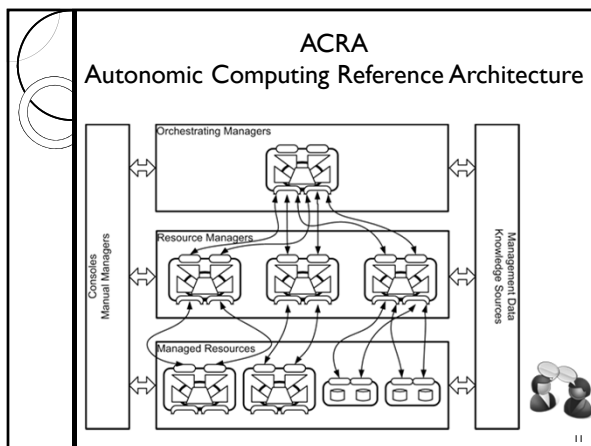 ACRA
Autonomic Computing Reference Architecture
Orchestrating Managers
Resource Managers
Managed Resources
Consoles
Manual Managers
Management Data
Knowledge Sources
11